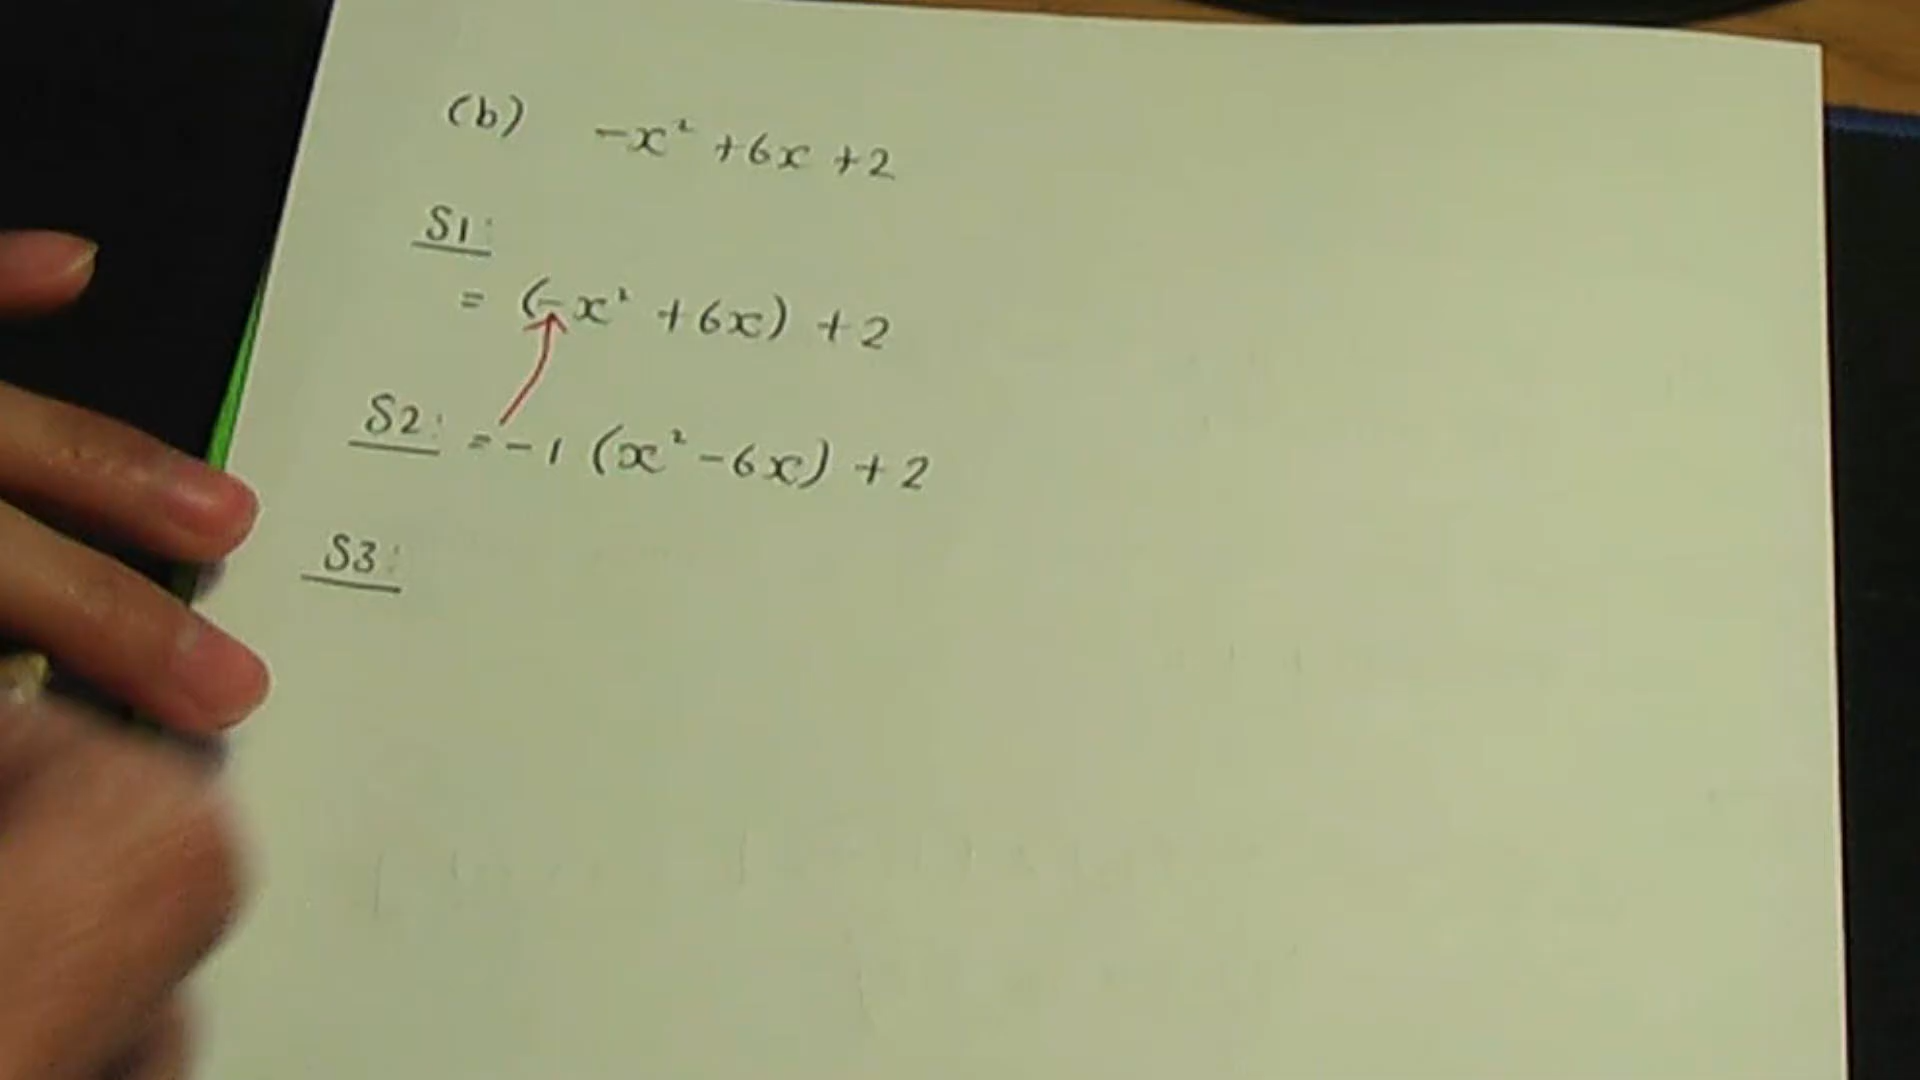 (b) -x² +6x +2
S1:
= (-x² +6x) +2
S2: = -1 (x² -6x) +2
S3: